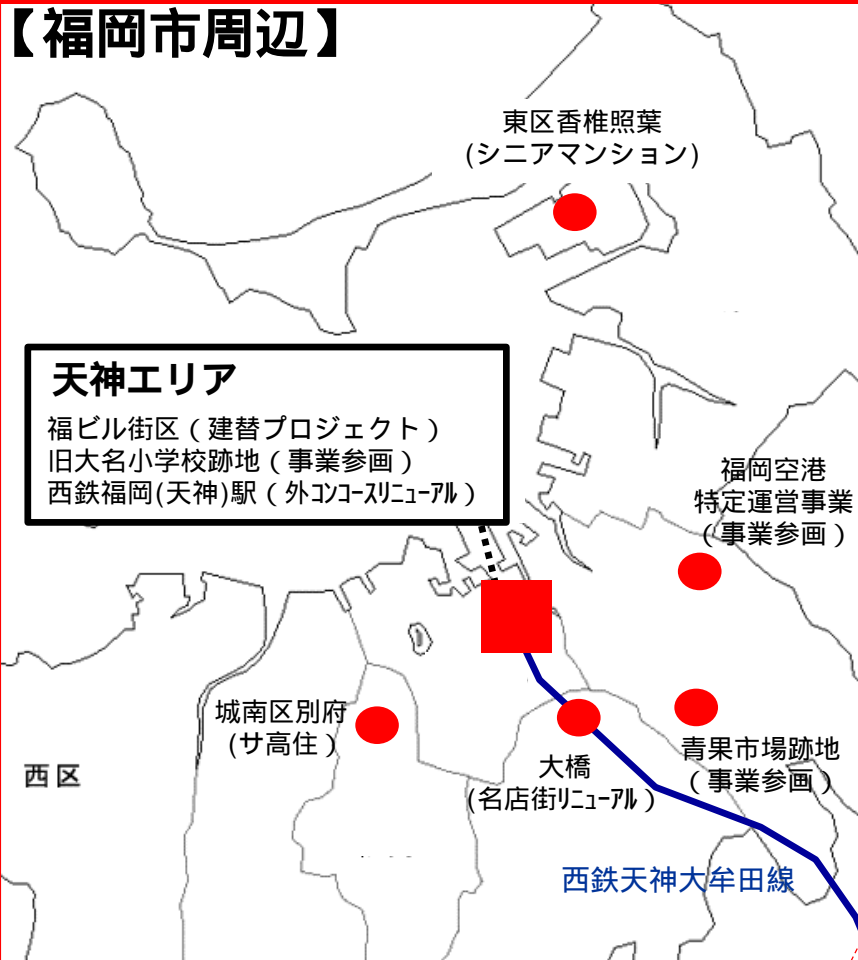 【福岡市周辺】
東区香椎照葉
(シニアマンション)
天神エリア
福ビル街区（建替プロジェクト）
旧大名小学校跡地（事業参画）
西鉄福岡(天神)駅（外ｺﾝｺｰｽﾘﾆｭｰｱﾙ）
福岡空港
特定運営事業
（事業参画）
城南区別府
(サ高住）
大橋
(名店街ﾘﾆｭｰｱﾙ）
青果市場跡地
（事業参画）
西区
西鉄天神大牟田線